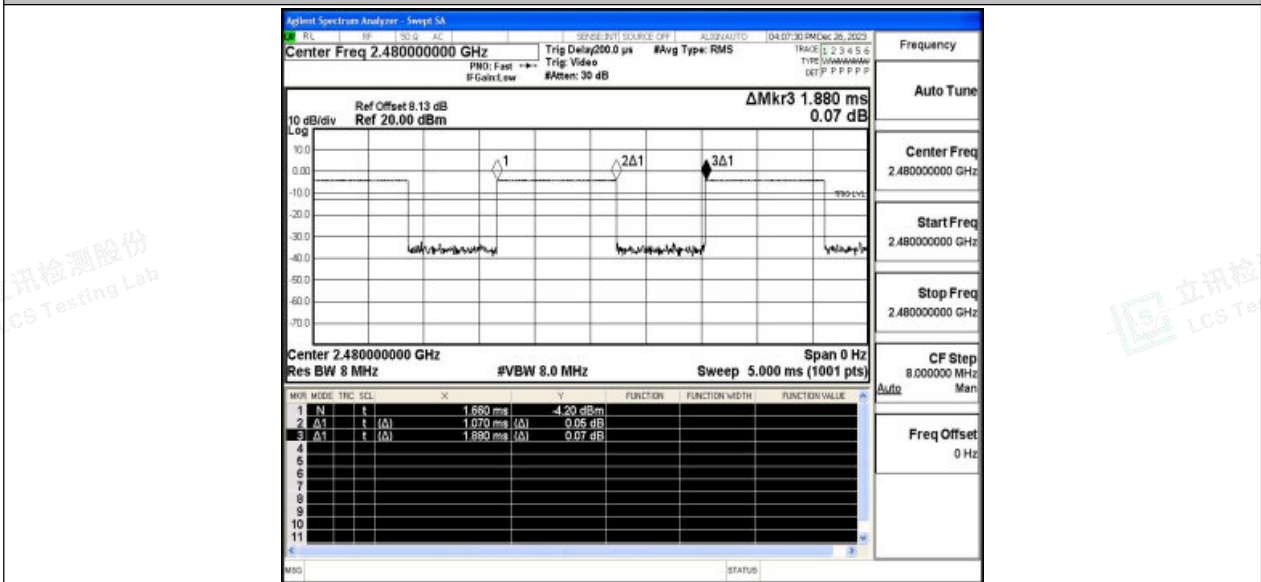 Agilent Spectrum Analyzer - Swept SA
RL RF 50 Ω AC SENSE:INT SOURCE OFF ALIGNAUTO 04:07:30 PM Dec 26, 2023
Center Freq 2.480000000 GHz
PNO: Fast
IFGain:Low
Trig Delay200.0 µs #Avg Type: RMS
Trig: Video
#Atten: 30 dB
TRACE 1 2 3 4 5 6
TYPE
DET P P P P P
Frequency
ΔMkr3 1.880 ms
0.07 dB
Ref Offset 8.13 dB
10 dB/div Ref 20.00 dBm
Log
10.0
0.00
-10.0
-20.0
-30.0
-40.0
-50.0
-60.0
-70.0
1
2Δ1
3Δ1
TRIG LVL
Center 2.480000000 GHz Span 0 Hz
Res BW 8 MHz #VBW 8.0 MHz Sweep 5.000 ms (1001 pts)
MKR MODE TRC SCL X Y FUNCTION FUNCTION WIDTH FUNCTION VALUE
1 N t 1.660 ms -4.20 dBm
2 Δ1 t (Δ) 1.070 ms (Δ) 0.05 dB
3 Δ1 t (Δ) 1.880 ms (Δ) 0.07 dB
4
5
6
7
8
9
10
11
MSG STATUS
Auto Tune
Center Freq
2.480000000 GHz
Start Freq
2.480000000 GHz
Stop Freq
2.480000000 GHz
CF Step
8.000000 MHz
Auto Man
Freq Offset
0 Hz
讯检测股份
LCS Testing Lab
立讯检
LCS Te